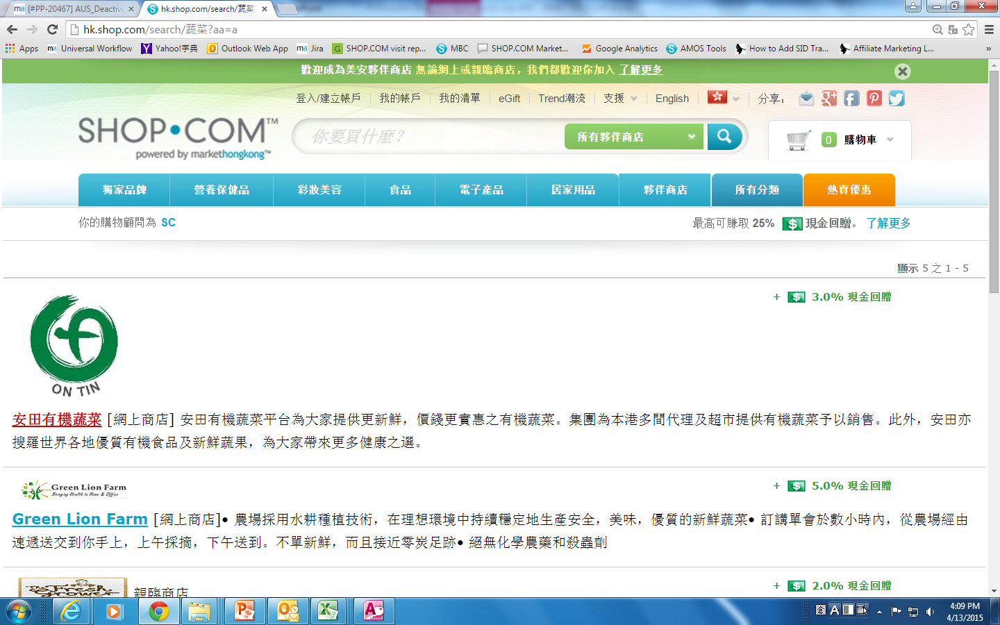 [#PP-20467] AUS_Deactiva
hk.shop.com/search/蔬菜
hk.shop.com/search/蔬菜?aa=a
Apps Universal Workflow Yahoo!字典 Outlook Web App Jira SHOP.COM visit rep... MBC SHOP.COM Market... Google Analytics AMOS Tools How to Add SID Tra... Affiliate Marketing L... »
歡迎成為美安夥伴商店 無論網上或親臨商店，我們都歡迎你加入 了解更多
登入/建立帳戶 我的帳戶 我的清單 eGift Trend潮流 支援 English 分享：
SHOP•COM™
powered by markethongkong™
你要買什麼？
所有夥伴商店
0 購物車
獨家品牌 營養保健品 彩妝美容 食品 電子產品 居家用品 夥伴商店 所有分類 熱賣優惠
你的購物顧問為 SC
最高可賺取 25% 現金回贈。 了解更多
顯示 5 之 1 - 5
+ 3.0% 現金回贈
ON TIN
安田有機蔬菜 [網上商店] 安田有機蔬菜平台為大家提供更新鮮，價錢更實惠之有機蔬菜。集團為本港多間代理及超市提供有機蔬菜予以銷售。此外，安田亦
搜羅世界各地優質有機食品及新鮮蔬果，為大家帶來更多健康之選。
Green Lion Farm
Bringing Health to Home & Office
+ 5.0% 現金回贈
Green Lion Farm [網上商店]• 農場採用水耕種植技術，在理想環境中持續穩定地生產安全，美味，優質的新鮮蔬菜• 訂講單會於數小時內，從農場經由
速遞送交到你手上，上午採摘，下午送到。不單新鮮，而且接近零炭足跡• 絕無化學農藥和殺蟲劑
親臨商店
+ 2.0% 現金回贈
4:09 PM
4/13/2015